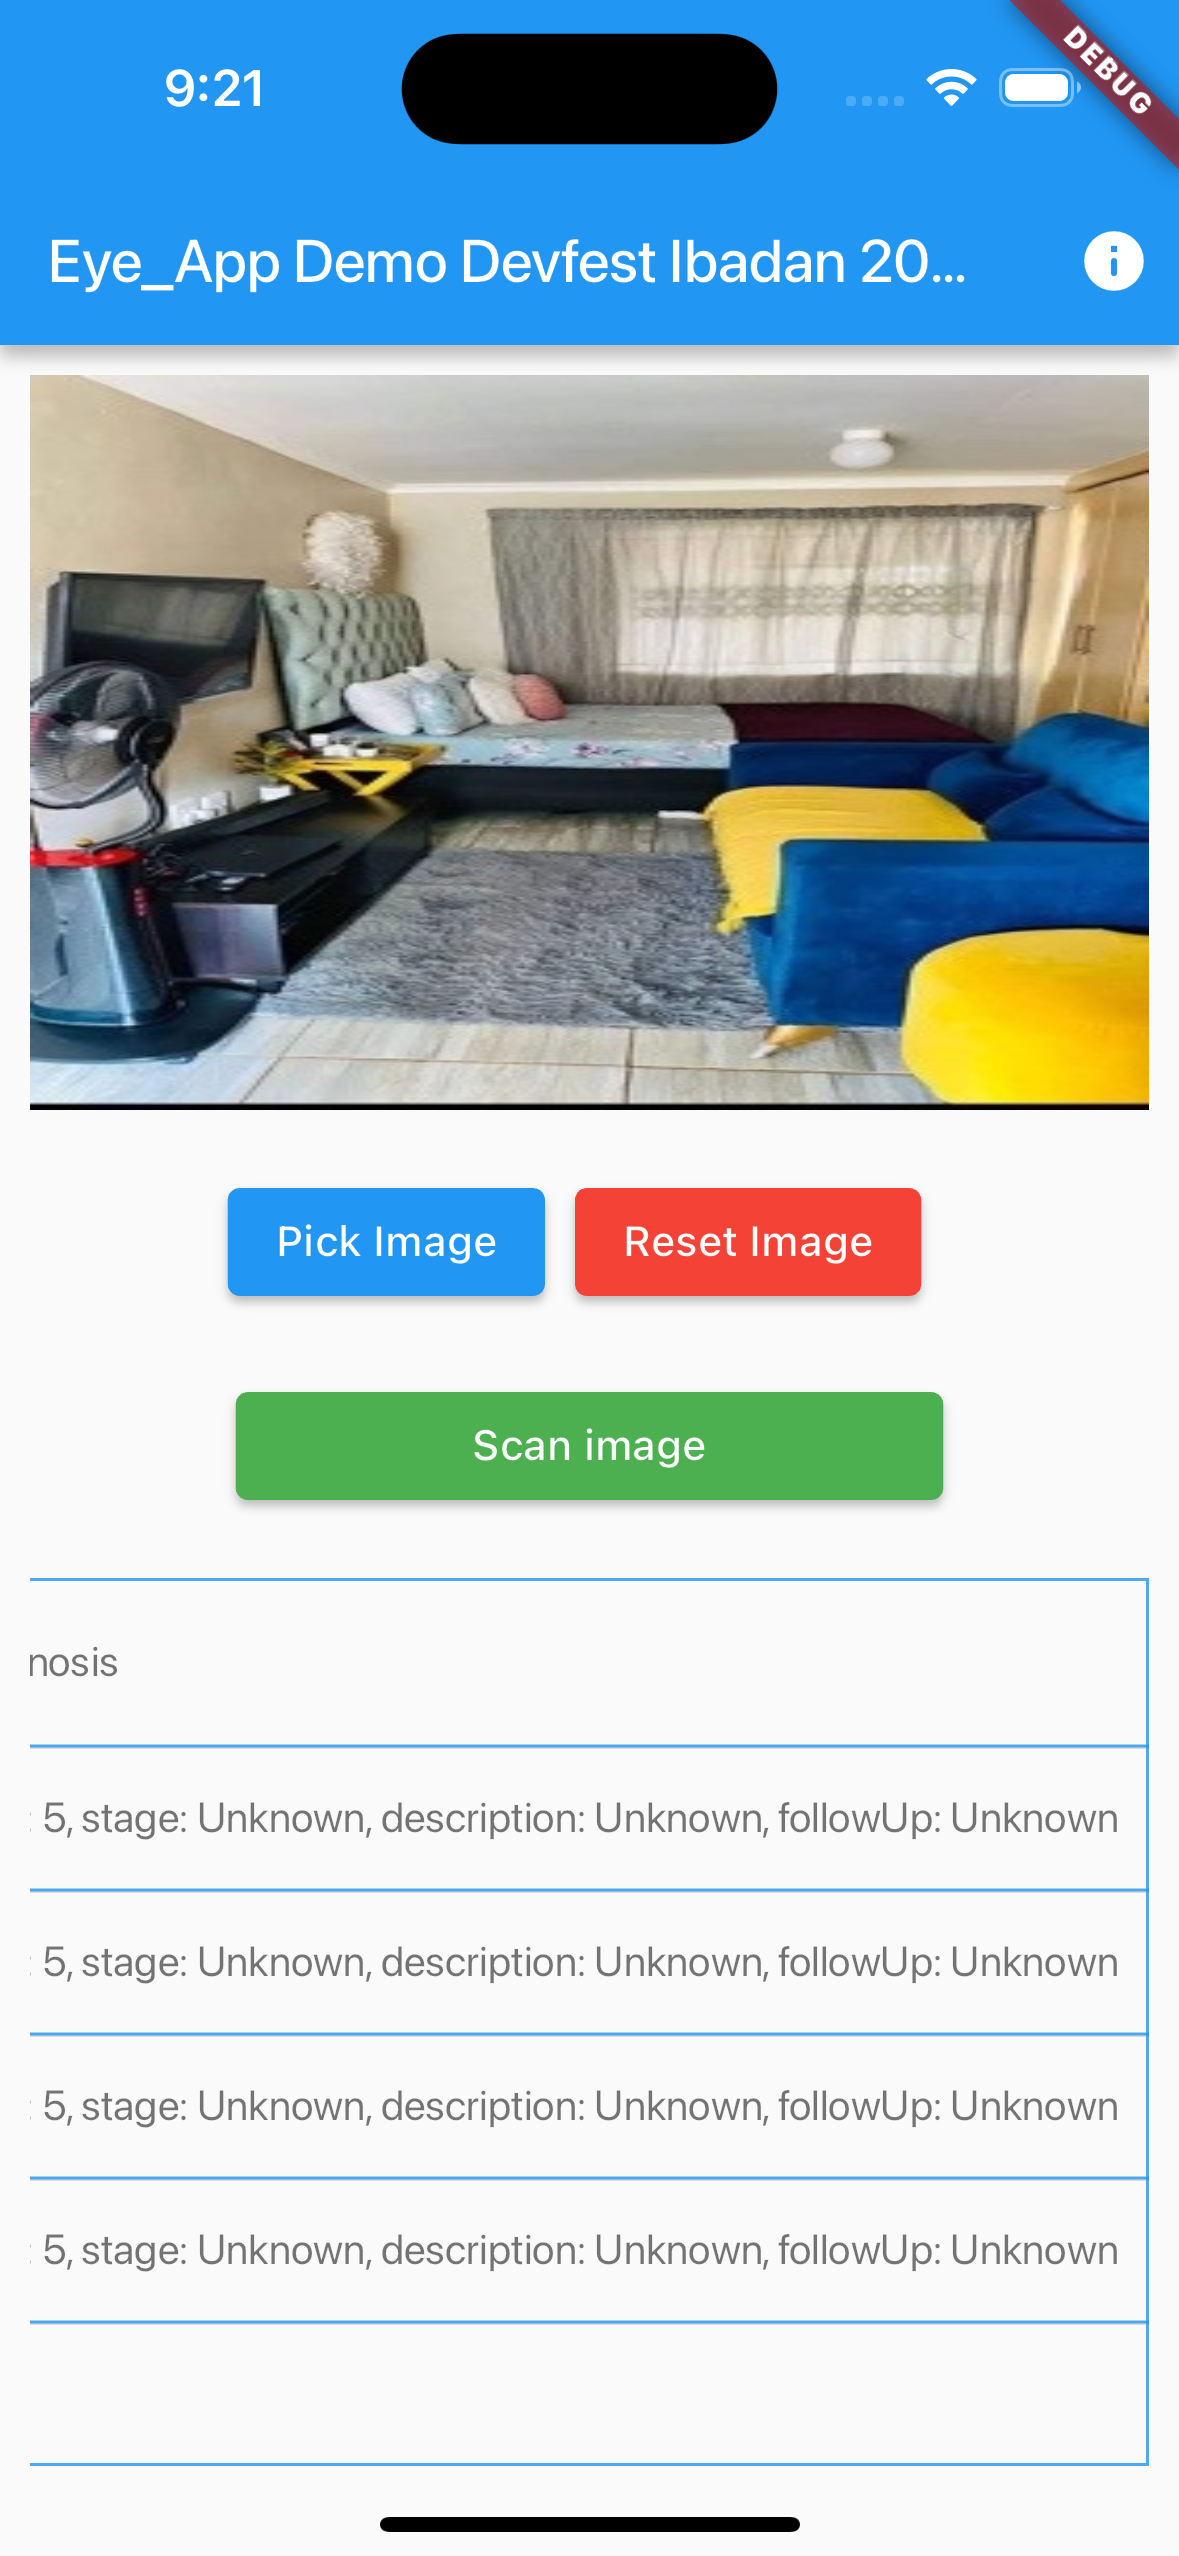 9:21
DEBUG
Eye_App Demo Devfest Ibadan 20...
Pick Image
Reset Image
Scan image
nosis
: 5, stage: Unknown, description: Unknown, followUp: Unknown
: 5, stage: Unknown, description: Unknown, followUp: Unknown
: 5, stage: Unknown, description: Unknown, followUp: Unknown
: 5, stage: Unknown, description: Unknown, followUp: Unknown